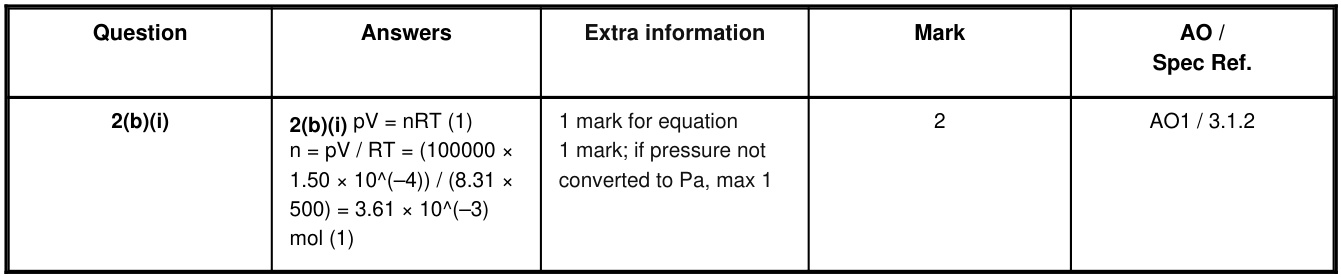 Question
Answers
Extra information
Mark
AO /
Spec Ref.
2(b)(i)
2(b)(i) pV = nRT (1)
n = pV / RT = (100000 ×
1.50 × 10^(–4)) / (8.31 ×
500) = 3.61 × 10^(–3)
mol (1)
1 mark for equation
1 mark; if pressure not
converted to Pa, max 1
2
AO1 / 3.1.2